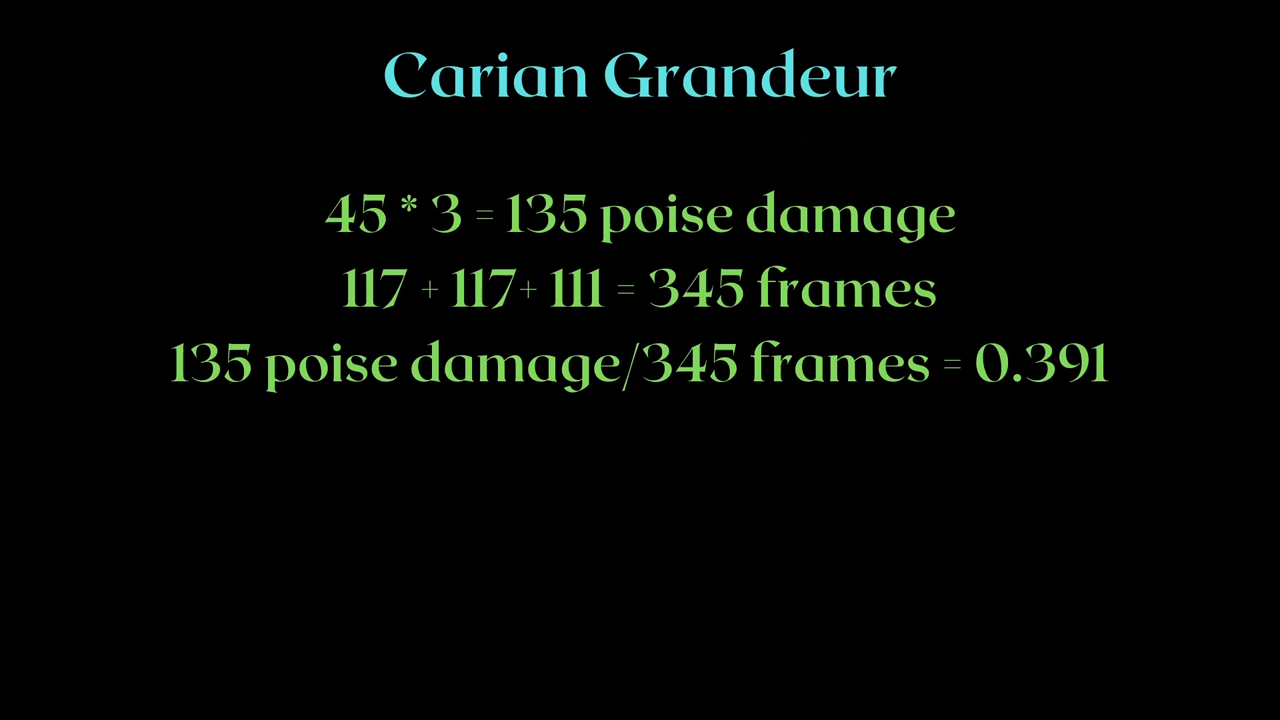 Carian Grandeur
45 * 3 = 135 poise damage
117 + 117+ 111 = 345 frames
135 poise damage/345 frames = 0.391